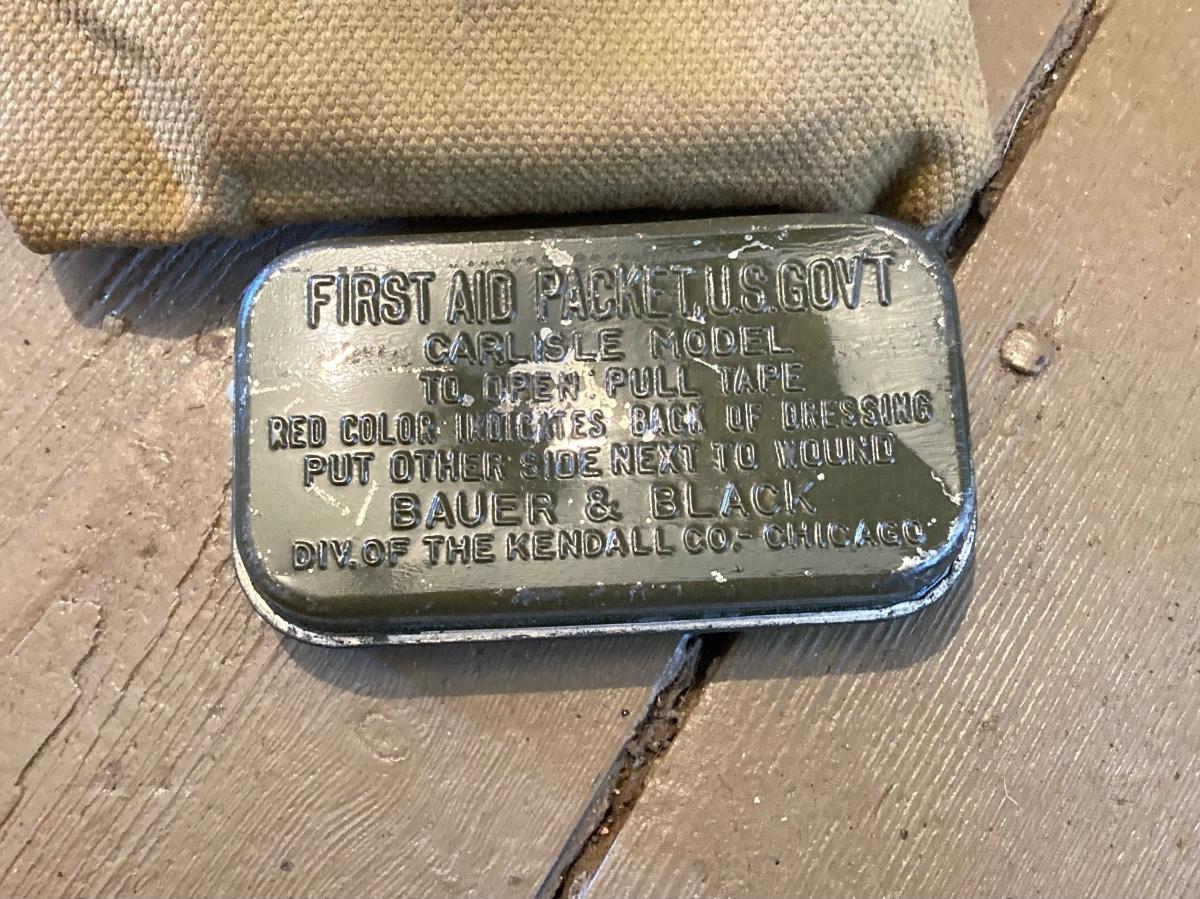 FIRST AID PACKET, U.S. GOV'T
CARLISLE MODEL
TO OPEN PULL TAPE
RED COLOR INDICATES BACK OF DRESSING
PUT OTHER SIDE NEXT TO WOUND
BAUER & BLACK
DIV. OF THE KENDALL CO.- CHICAGO